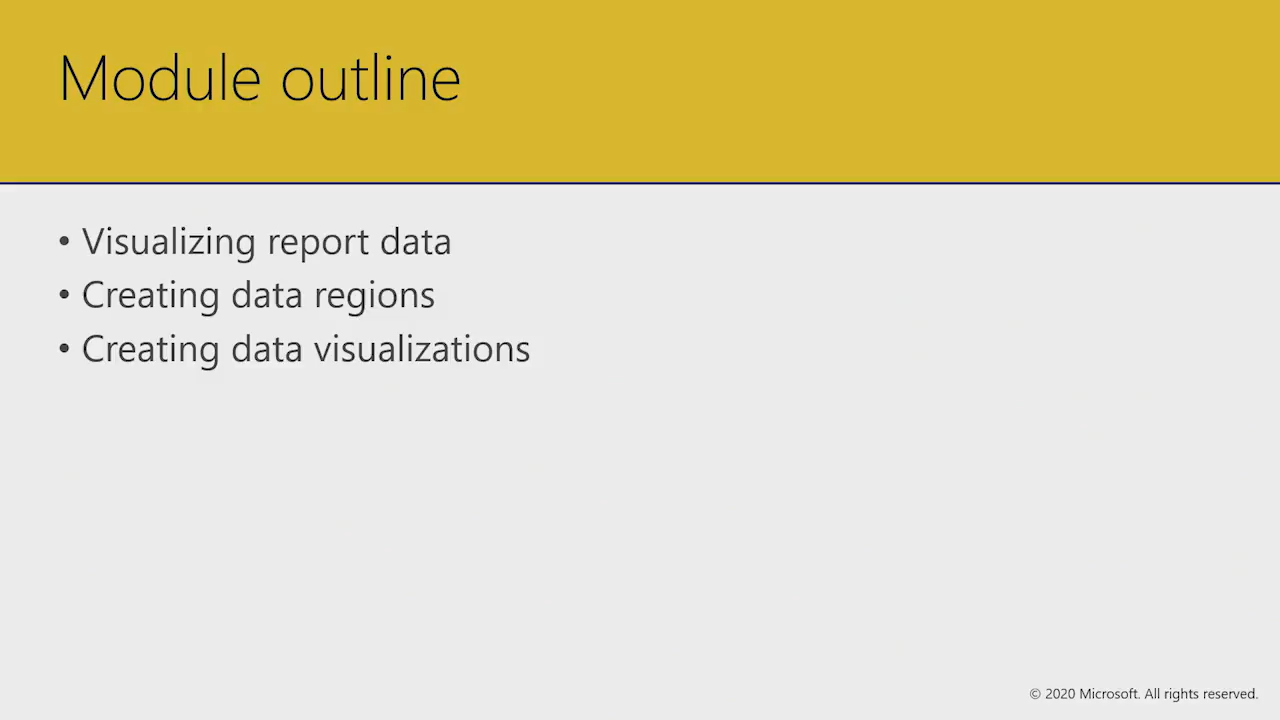 Module outline
• Visualizing report data
• Creating data regions
• Creating data visualizations
© 2020 Microsoft. All rights reserved.